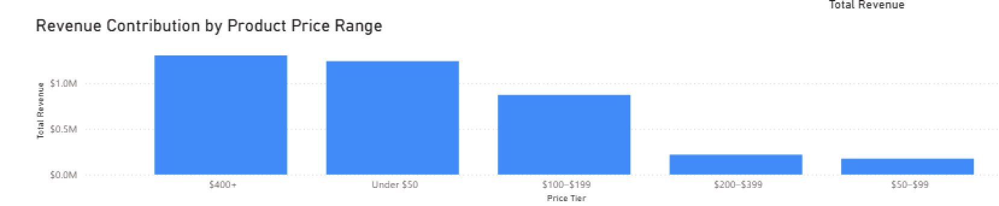 Total Revenue
Revenue Contribution by Product Price Range
Total Revenue
$1.0M
$0.5M
$0.0M
$400+
Under $50
$100–$199
$200–$399
$50–$99
Price Tier